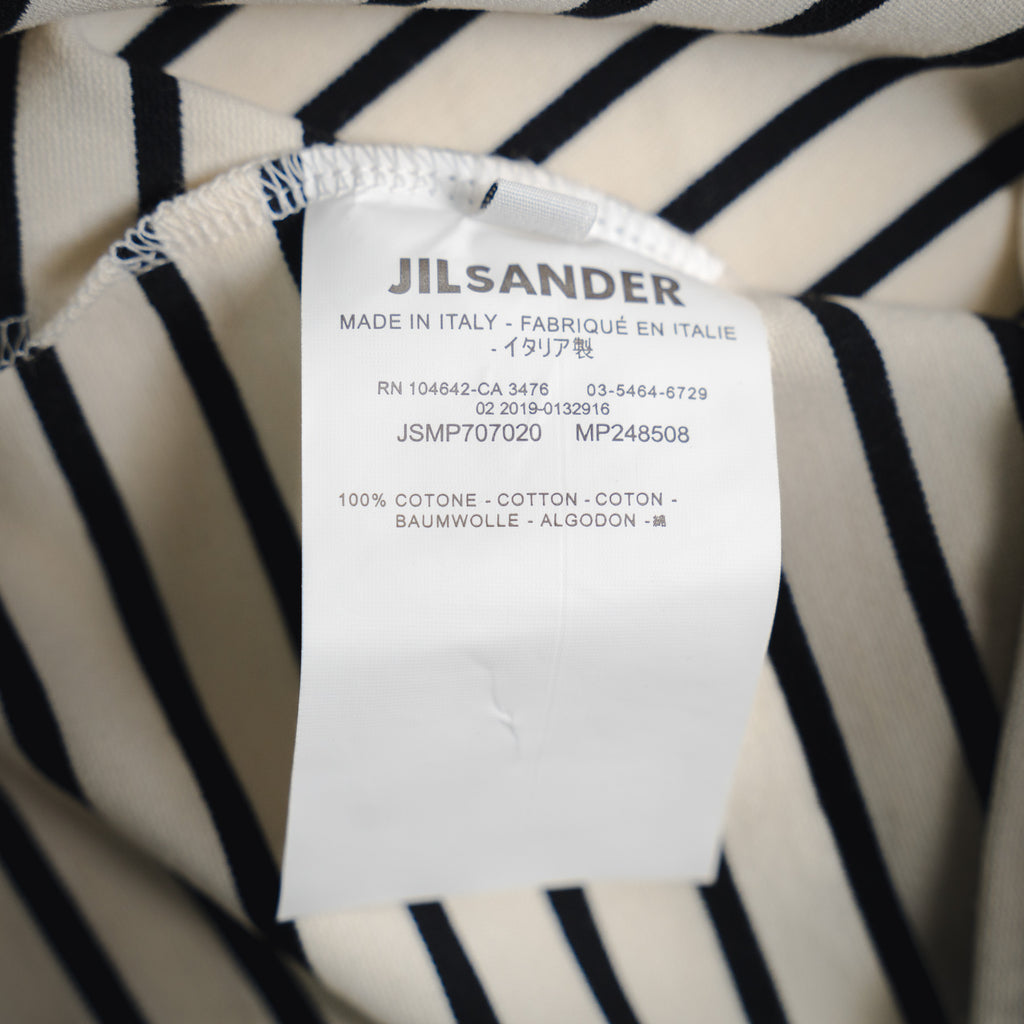 JILSANDER
MADE IN ITALY - FABRIQUÉ EN ITALIE
- イタリア製
RN 104642-CA 3476 03-5464-6729
02 2019-0132916
JSMP707020 MP248508
100% COTONE - COTTON - COTON -
BAUMWOLLE - ALGODON -綿